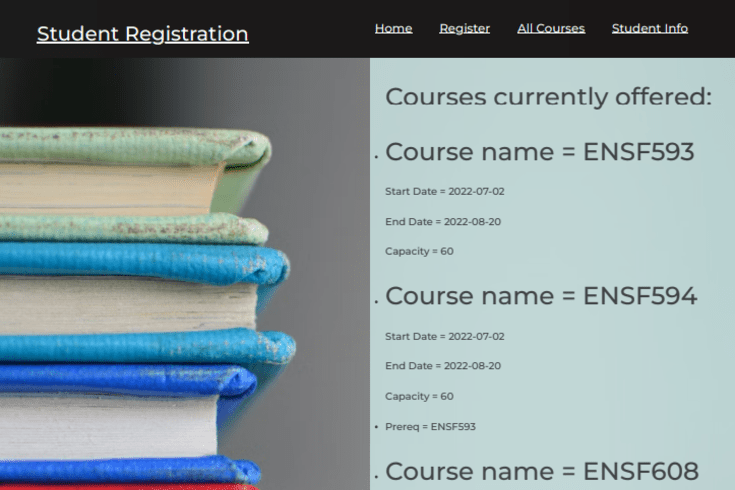 Student Registration
Home Register All Courses Student Info
Courses currently offered:
• Course name = ENSF593
Start Date = 2022-07-02
End Date = 2022-08-20
Capacity = 60
• Course name = ENSF594
Start Date = 2022-07-02
End Date = 2022-08-20
Capacity = 60
• Prereq = ENSF593
• Course name = ENSF608